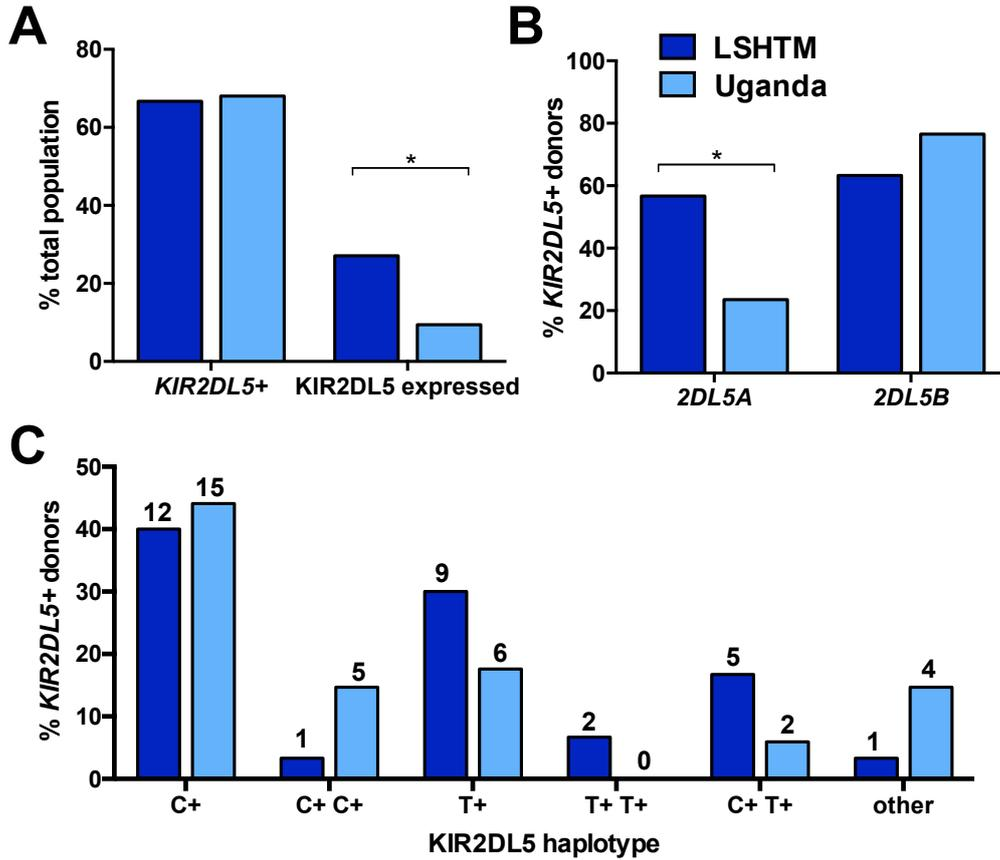 A
% total population
80
60
40
20
0
*
KIR2DL5+
KIR2DL5 expressed
B
LSHTM
Uganda
% KIR2DL5+ donors
100
80
60
40
20
0
*
2DL5A
2DL5B
C
% KIR2DL5+ donors
50
40
30
20
10
0
12
15
1
5
9
6
2
0
5
2
1
4
C+
C+ C+
T+
T+ T+
C+ T+
other
KIR2DL5 haplotype